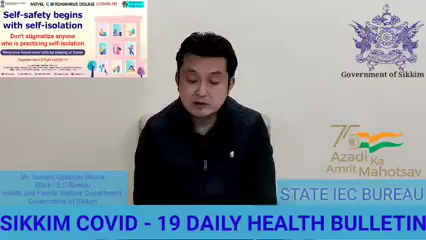 NOVEL CORONAVIRUS DISEASE (COVID-19)
Self-safety begins
with self-isolation
Don't stigmatize anyone
who is practicing self-isolation
Government of Sikkim
75
Azadi Ka
Amrit Mahotsav
Health and Family Welfare Department
Government of Sikkim
STATE IEC BUREAU
SIKKIM COVID - 19 DAILY HEALTH BULLETIN